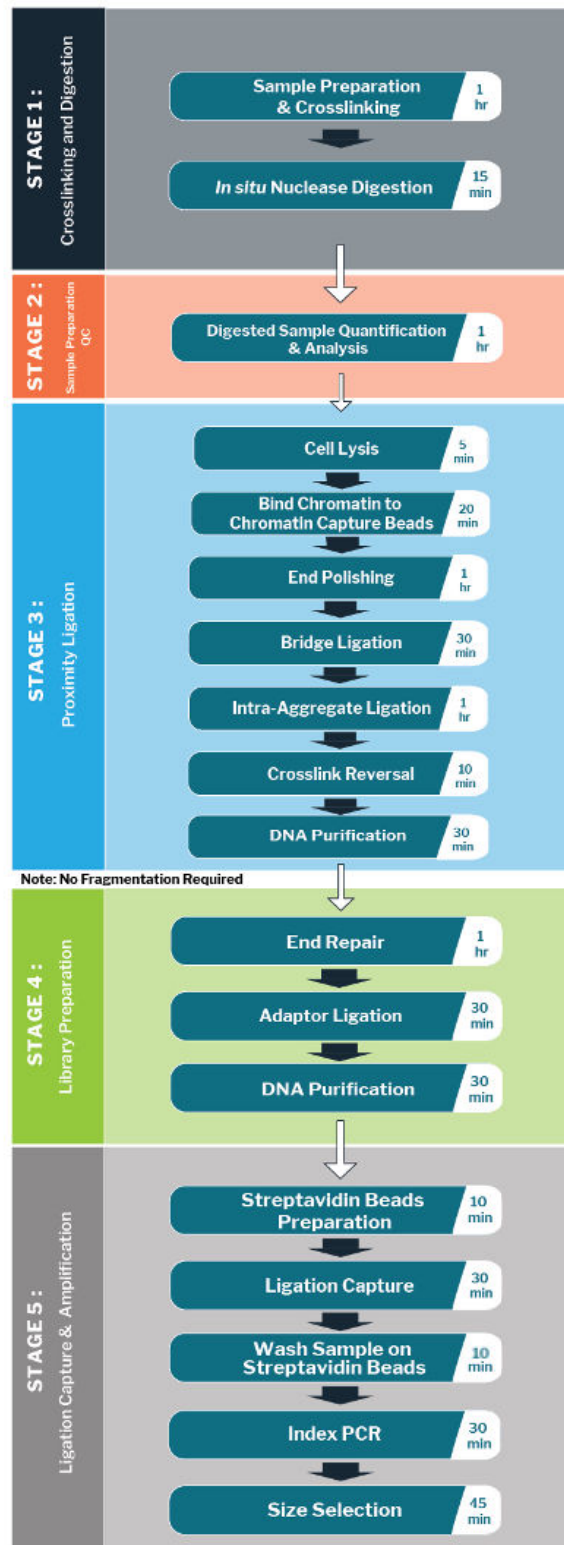 STAGE 1 :
Crosslinking and Digestion
Sample Preparation
& Crosslinking
1
hr
In situ Nuclease Digestion
15
min
STAGE 2 :
Sample Preparation
QC
Digested Sample Quantification
& Analysis
1
hr
STAGE 3 :
Proximity Ligation
Cell Lysis
5
min
Bind Chromatin to
Chromatin Capture Beads
20
min
End Polishing
1
hr
Bridge Ligation
30
min
Intra-Aggregate Ligation
1
hr
Crosslink Reversal
10
min
DNA Purification
30
min
Note: No Fragmentation Required
STAGE 4 :
Library Preparation
End Repair
1
hr
Adaptor Ligation
30
min
DNA Purification
30
min
STAGE 5 :
Ligation Capture & Amplification
Streptavidin Beads
Preparation
10
min
Ligation Capture
30
min
Wash Sample on
Streptavidin Beads
10
min
Index PCR
30
min
Size Selection
45
min